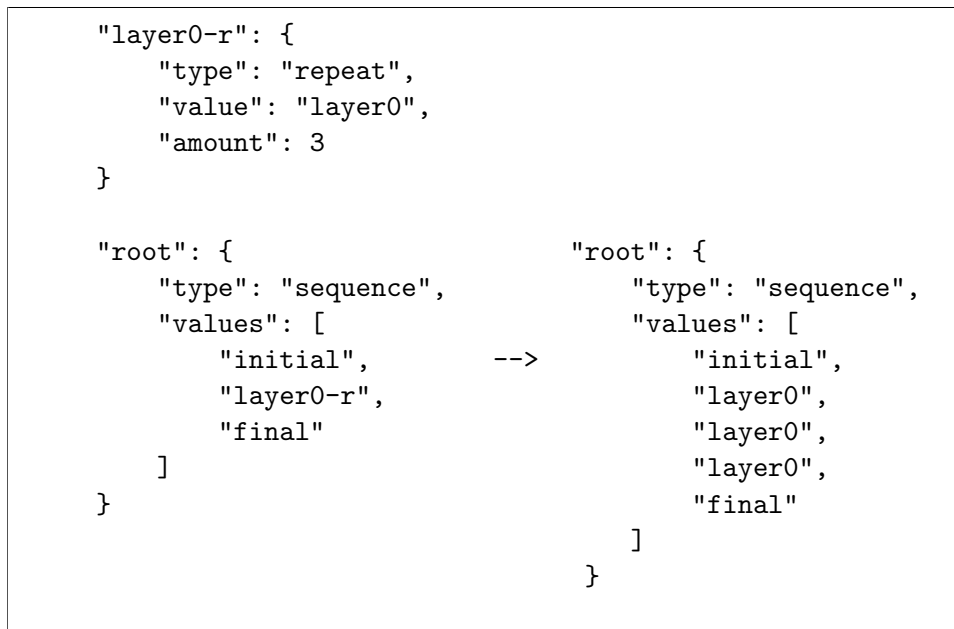 "layer0-r": {
    "type": "repeat",
    "value": "layer0",
    "amount": 3
}
"root": {                      "root": {
    "type": "sequence",            "type": "sequence",
    "values": [                    "values": [
        "initial",        -->          "initial",
        "layer0-r",                    "layer0",
        "final"                        "layer0",
    ]                                  "layer0",
}                                      "final"
                                   ]
                                }